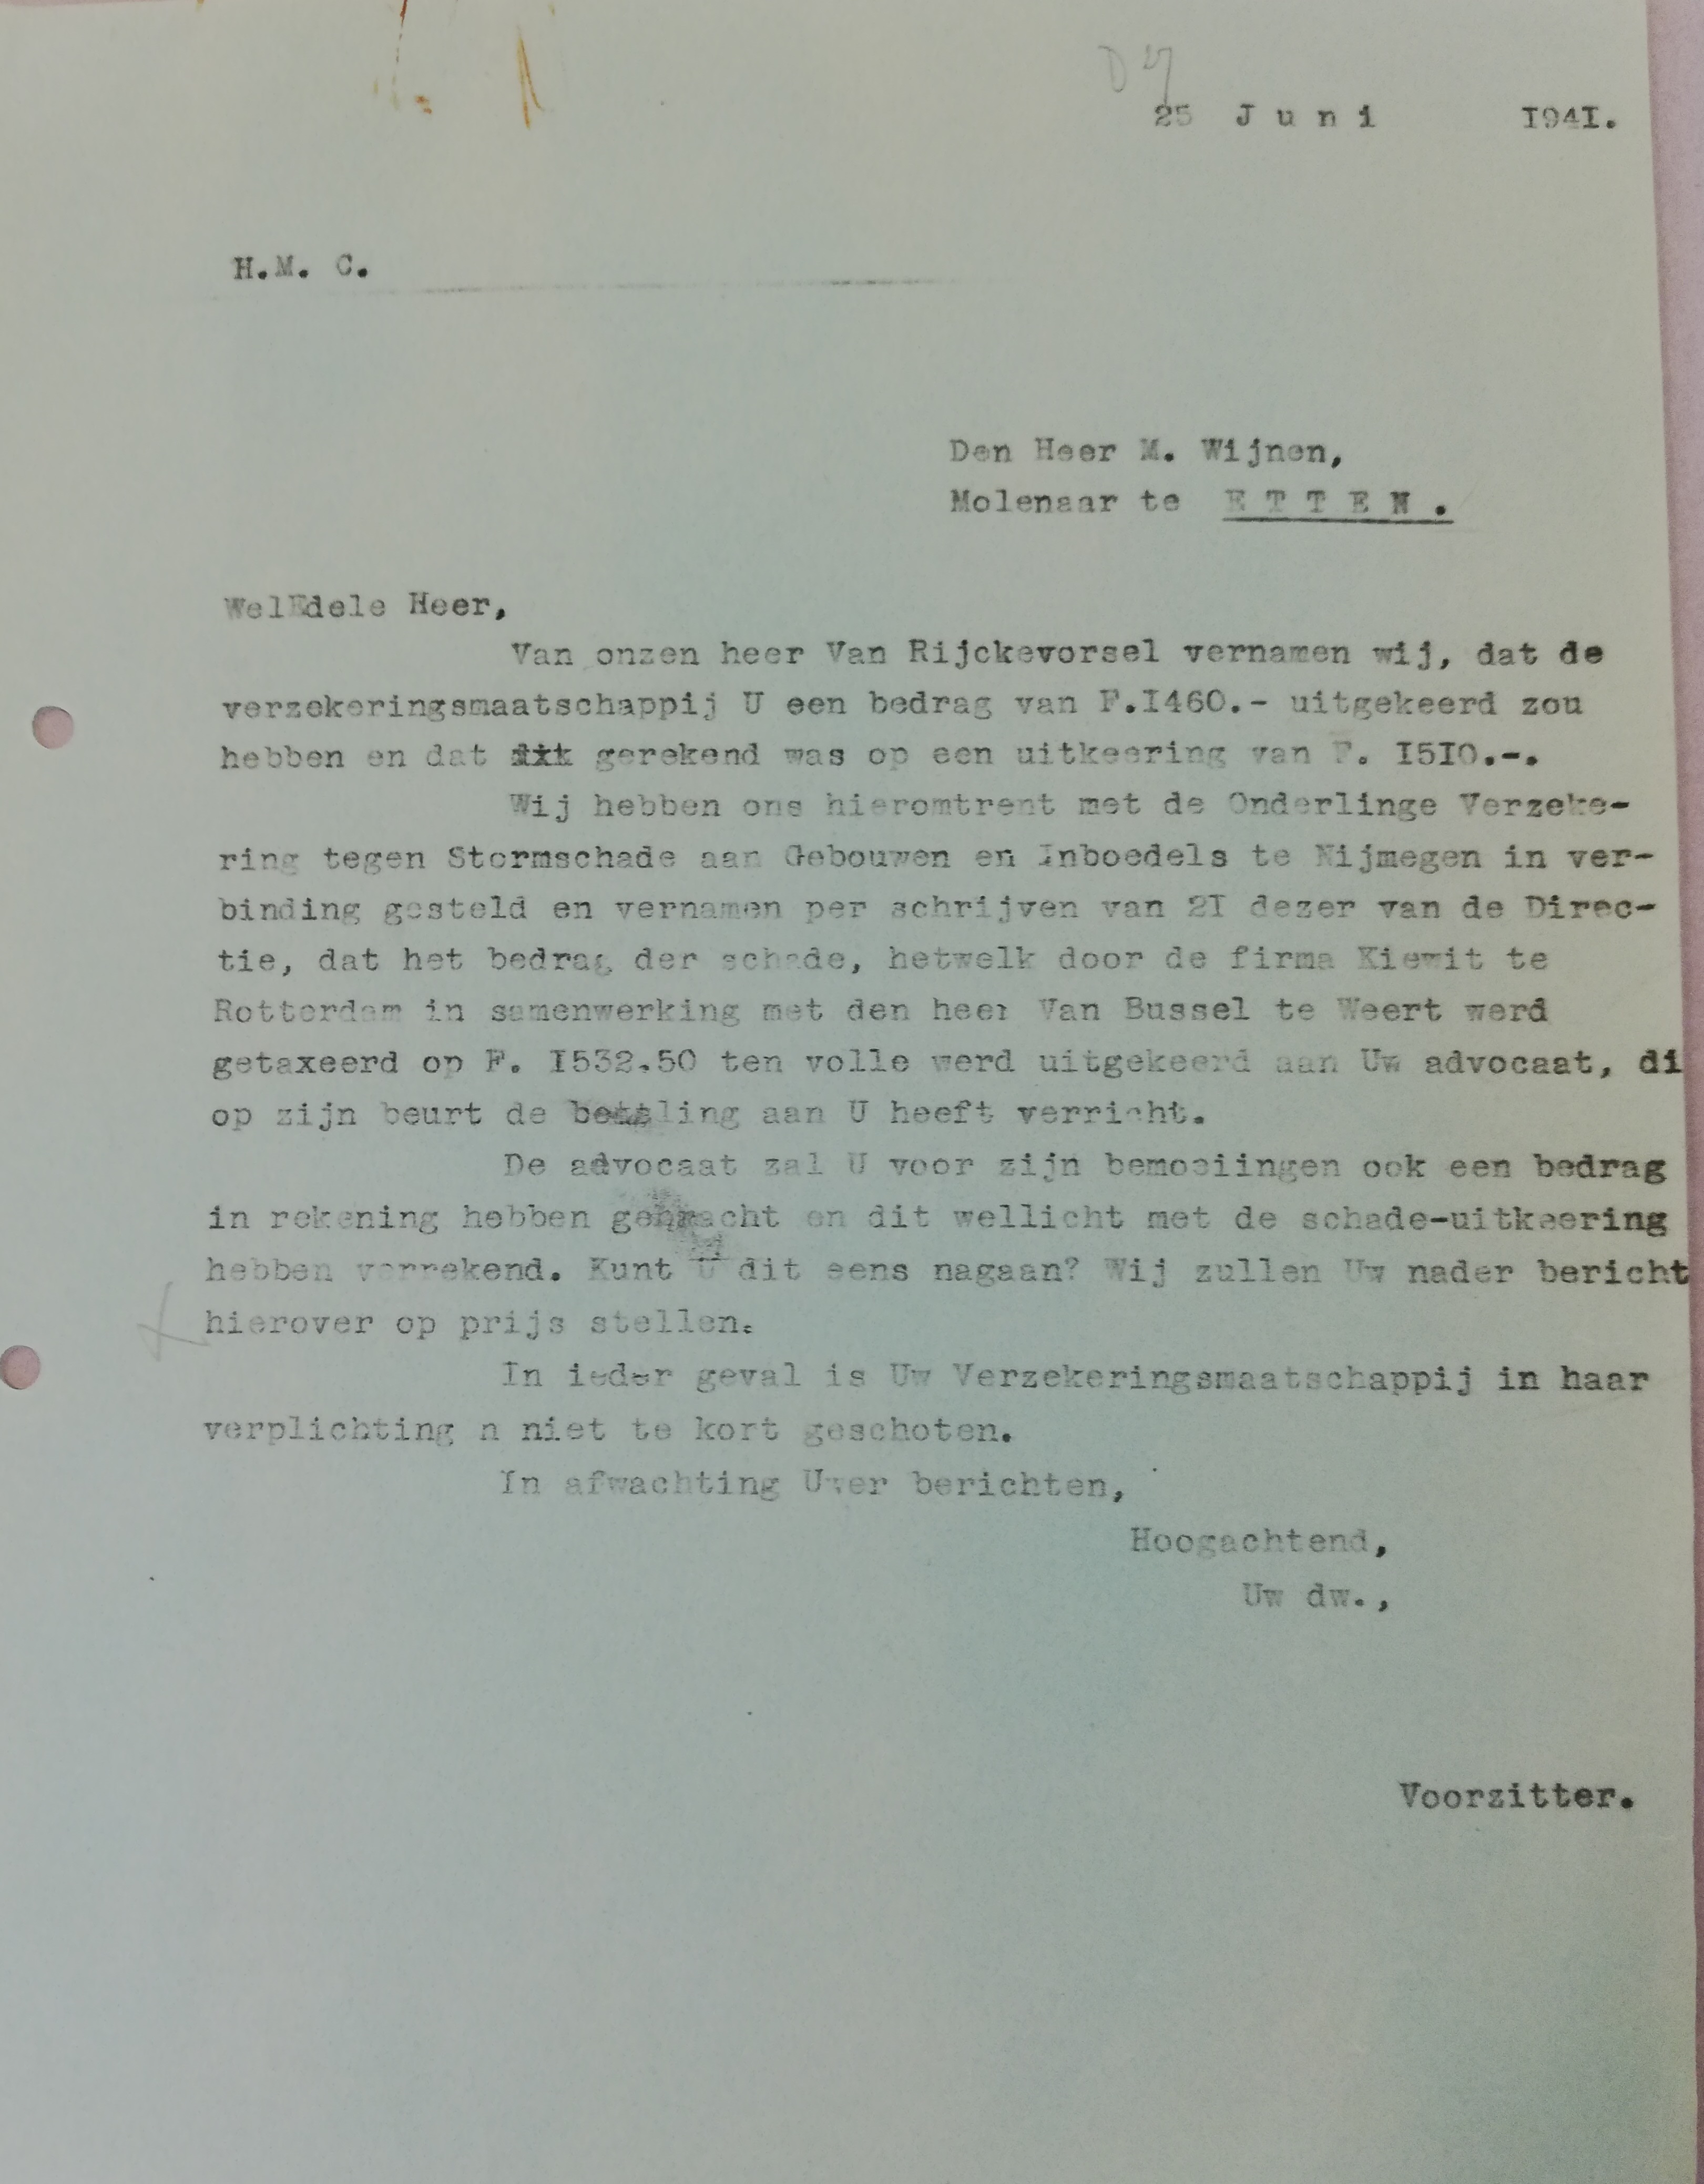 25 Juni 1941.
H.M. C.
Den Heer M. Wijnen,
Molenaar te ETTEN.
WelEdele Heer,
Van onzen heer Van Rijckevorsel vernamen wij, dat de
verzekeringsmaatschappij U een bedrag van F.I460.- uitgekeerd zou
hebben en dat gerekend was op een uitkeering van F. I5I0.-.
Wij hebben ons hieromtrent met de Onderlinge Verzeke-
ring tegen Stormschade aan Gebouwen en Inboedels te Nijmegen in ver-
binding gesteld en vernamen per schrijven van 2I dezer van de Direc-
tie, dat het bedrag der schade, hetwelk door de firma Kiewit te
Rotterdam in samenwerking met den heer Van Bussel te Weert werd
getaxeerd op F. I532.50 ten volle werd uitgekeerd aan Uw advocaat, di
op zijn beurt de betaling aan U heeft verricht.
De advocaat zal U voor zijn bemoeiingen ook een bedrag
in rekening hebben gebracht en dit wellicht met de schade-uitkeering
hebben verrekend. Kunt U dit eens nagaan? Wij zullen Uw nader bericht
hierover op prijs stellen.
In ieder geval is Uw Verzekeringsmaatschappij in haar
verplichting n niet te kort geschoten.
In afwachting Uwer berichten,
Hoogachtend,
Uw dw.,
Voorzitter.